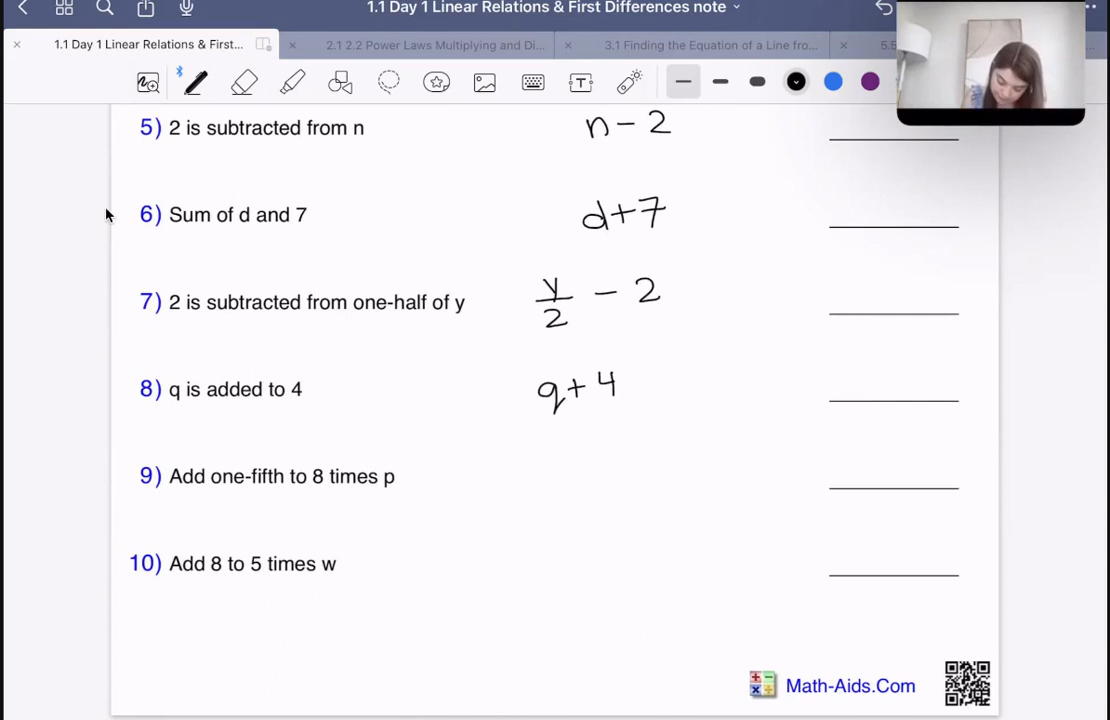 1.1 Day 1 Linear Relations & First Differences note
1.1 Day 1 Linear Relations & First...
2.1 2.2 Power Laws Multiplying and Di...
3.1 Finding the Equation of a Line fro...
5.5
5) 2 is subtracted from n n - 2
6) Sum of d and 7 d+7
7) 2 is subtracted from one-half of y y/2 - 2
8) q is added to 4 q+4
9) Add one-fifth to 8 times p
10) Add 8 to 5 times w
Math-Aids.Com